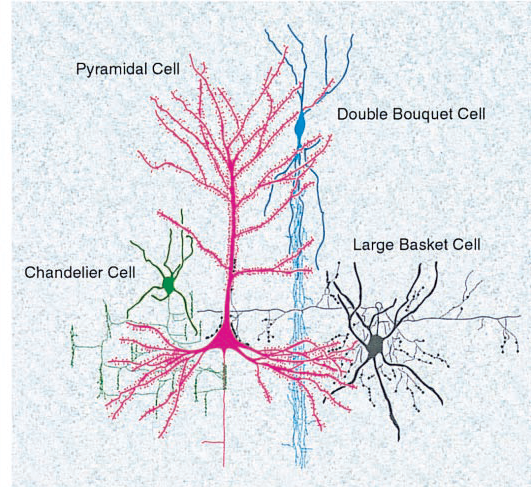 Pyramidal Cell
Double Bouquet Cell
Large Basket Cell
Chandelier Cell